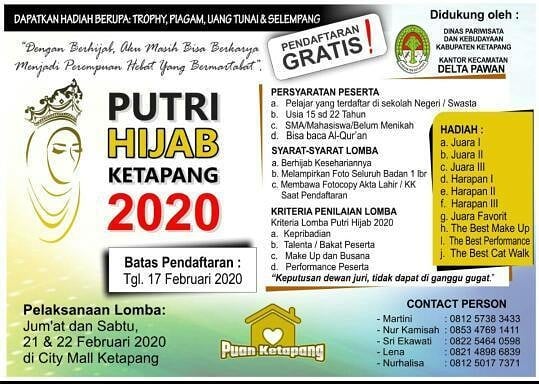 DAPATKAN HADIAH BERUPA: TROPHY, PIAGAM, UANG TUNAI & SELEMPANG
"Dengan Berhijab, Aku Masih Bisa Berkarya
Menjadi Perempuan Hebat Yang Bermartabat".
PENDAFTARAN
GRATIS!
Didukung oleh :
DINAS PARIWISATA
DAN KEBUDAYAAN
KABUPATEN KETAPANG
KANTOR KECAMATAN
DELTA PAWAN
PUTRI
HIJAB
KETAPANG
2020
Batas Pendaftaran :
Tgl. 17 Februari 2020
PERSYARATAN PESERTA
a. Pelajar yang terdaftar di sekolah Negeri / Swasta
b. Usia 15 sd 22 Tahun
c. SMA/Mahasiswa/Belum Menikah
d. Bisa baca Al-Qur'an
SYARAT-SYARAT LOMBA
a. Berhijab Kesehariannya
b. Melampirkan Foto Seluruh Badan 1 lbr
c. Membawa Fotocopy Akta Lahir / KK
Saat Pendaftaran
KRITERIA PENILAIAN LOMBA
Kriteria Lomba Putri Hijab 2020
a. Kepribadian
b. Talenta / Bakat Peserta
c. Make Up dan Busana
d. Performance Peserta
"Keputusan dewan juri, tidak dapat di ganggu gugat."
HADIAH :
a. Juara I
b. Juara II
c. Juara III
d. Harapan I
e. Harapan II
f. Harapan III
g. Juara Favorit
h. The Best Make Up
I. The Best Performance
j. The Best Cat Walk
Pelaksanaan Lomba:
Jum'at dan Sabtu,
21 & 22 Februari 2020
di City Mall Ketapang
Puan Ketapang
CONTACT PERSON
- Martini : 0812 5738 3433
- Nur Kamisah : 0853 4769 1411
- Sri Ekawati : 0822 5464 0598
- Lena : 0821 4898 6839
- Nurhalisa : 0812 5017 7371